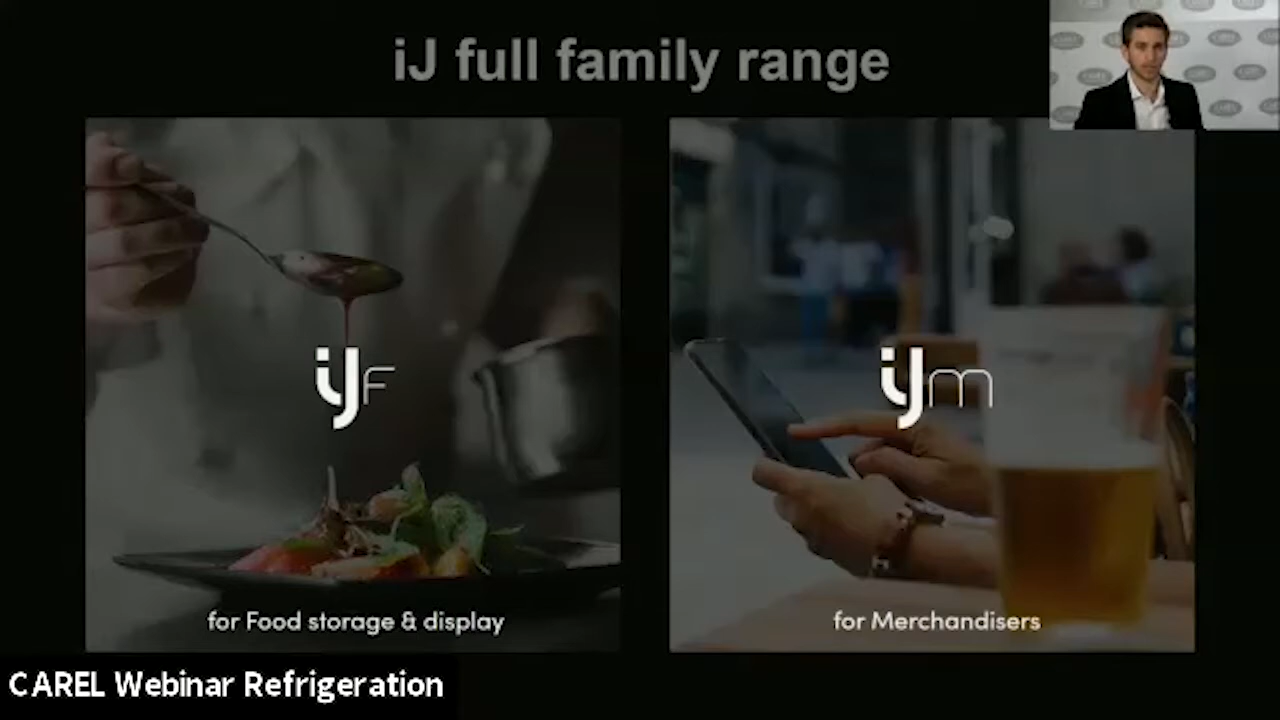 iJ full family range
iJF
iJm
for Food storage & display
for Merchandisers
CAREL Webinar Refrigeration